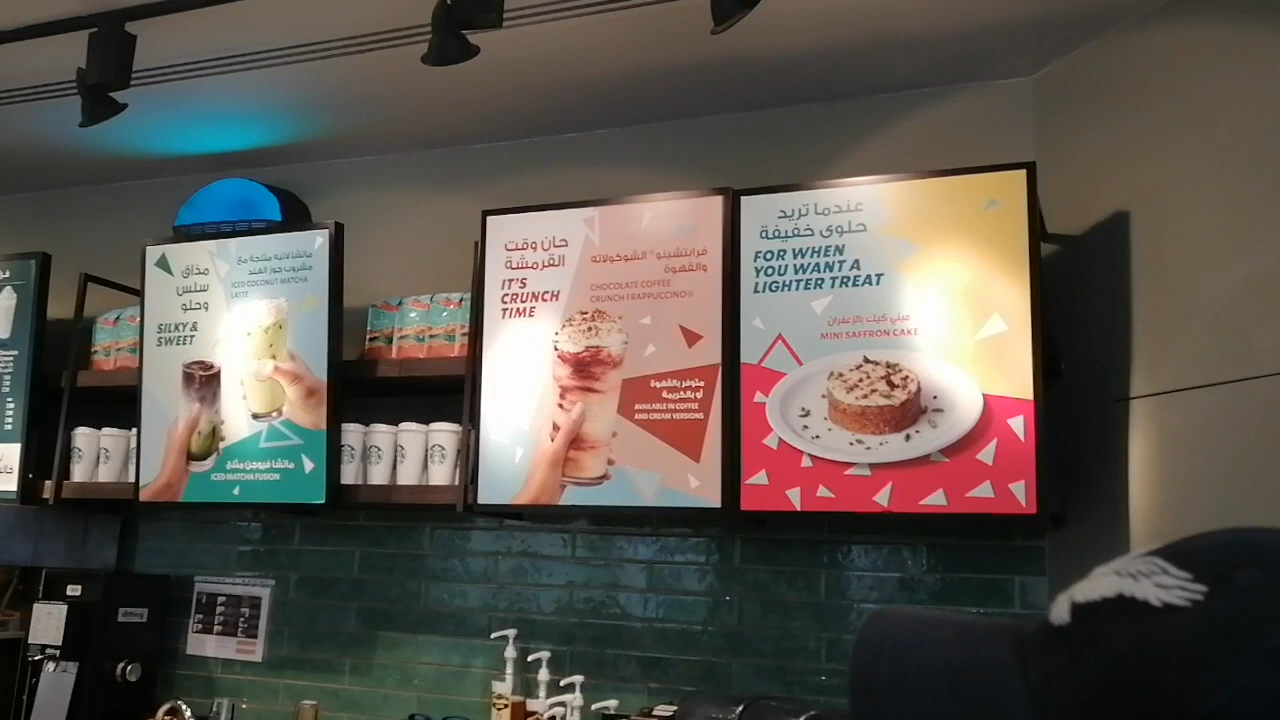 مذاق
سلس
وحلو
SILKY &
SWEET
ماتشا لاتيه مثلجة مع
مشروب جوز الهند
ICED COCONUT MATCHA
LATTE
ماتشا فيوجن مثلج
ICED MATCHA FUSION
حان وقت
القرمشة
IT'S
CRUNCH
TIME
فرابتشينو® الشوكولاته
والقهوة
CHOCOLATE COFFEE
CRUNCH FRAPPUCCINO®
متوفر بالقهوة
أو بالكريمة
AVAILABLE IN COFFEE
AND CREAM VERSIONS
عندما تريد
حلوى خفيفة
FOR WHEN
YOU WANT A
LIGHTER TREAT
ميني كيك بالزعفران
MINI SAFFRON CAKE